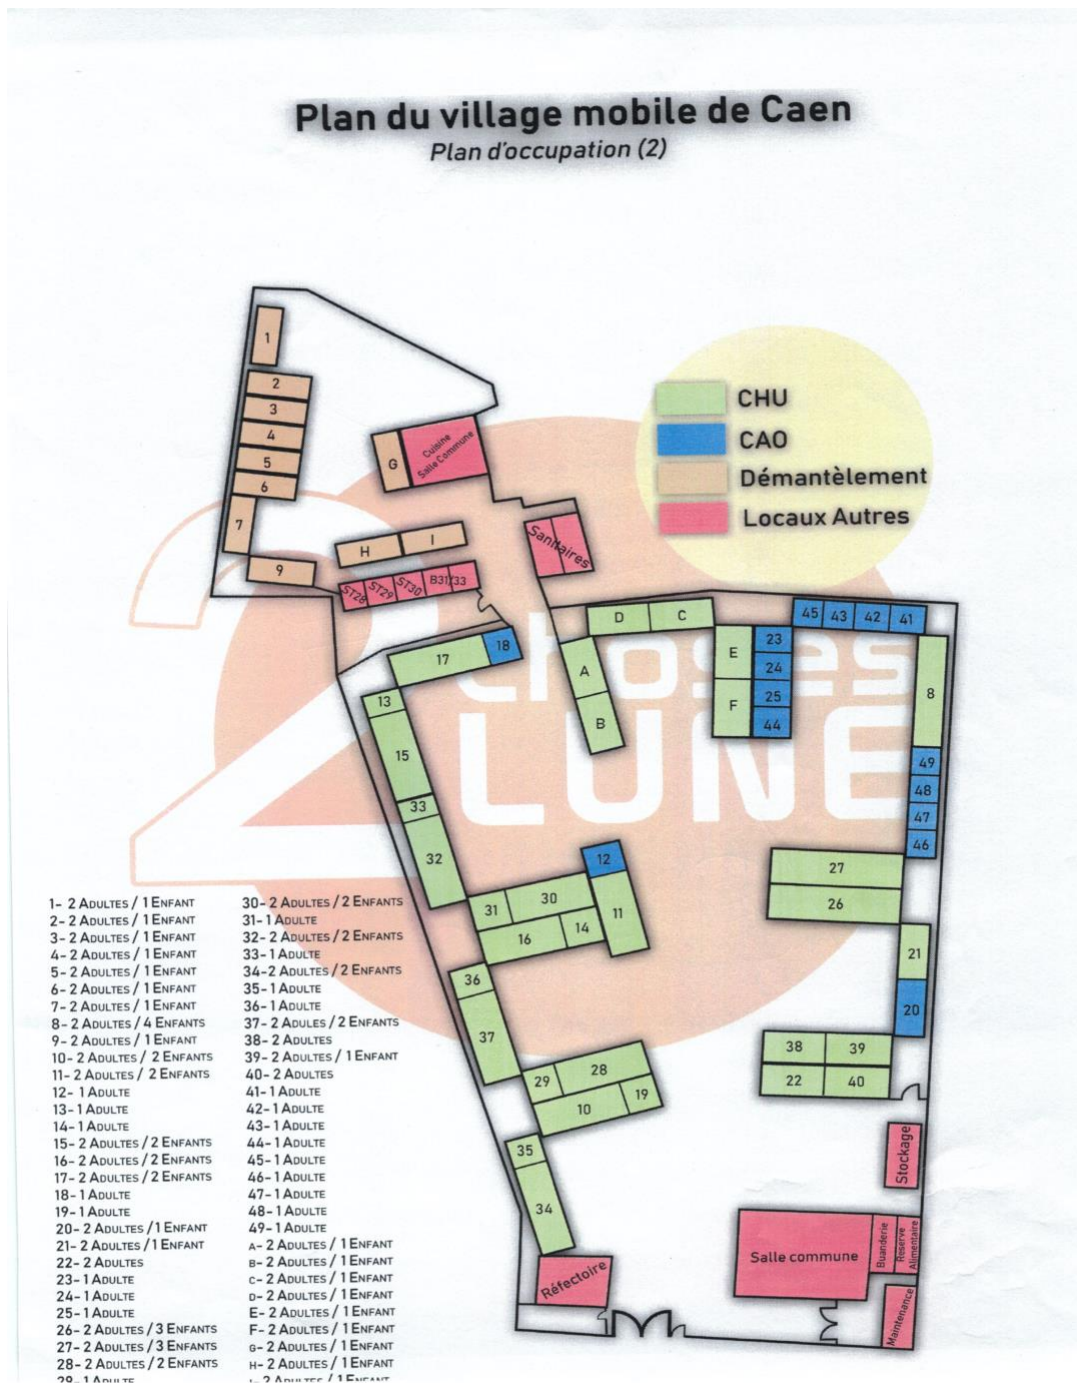 Plan du village mobile de Caen
Plan d'occupation (2)
CHU
CAO
Démantèlement
Locaux Autres
1
2
3
4
5
6
7
9
G
Cuisine
Salle Commune
H
I
ST28
ST29
ST30
B31/33
Sanitaires
D
C
A
B
E
F
23
24
25
44
45
43
42
41
8
49
48
47
46
17
18
13
15
33
32
12
11
31
30
16
14
27
26
21
20
36
37
29
28
10
19
38
39
22
40
35
34
Stockage
Salle commune
Buanderie
Reserve
Alimentaire
Réfectoire
Maintenance
2 choses
LUNE
1- 2 ADULTES / 1 ENFANT
2- 2 ADULTES / 1 ENFANT
3- 2 ADULTES / 1 ENFANT
4- 2 ADULTES / 1 ENFANT
5- 2 ADULTES / 1 ENFANT
6- 2 ADULTES / 1 ENFANT
7- 2 ADULTES / 1 ENFANT
8- 2 ADULTES / 4 ENFANTS
9- 2 ADULTES / 1 ENFANT
10- 2 ADULTES / 2 ENFANTS
11- 2 ADULTES / 2 ENFANTS
12- 1 ADULTE
13- 1 ADULTE
14- 1 ADULTE
15- 2 ADULTES / 2 ENFANTS
16- 2 ADULTES / 2 ENFANTS
17- 2 ADULTES / 2 ENFANTS
18- 1 ADULTE
19- 1 ADULTE
20- 2 ADULTES / 1 ENFANT
21- 2 ADULTES / 1 ENFANT
22- 2 ADULTES
23- 1 ADULTE
24- 1 ADULTE
25- 1 ADULTE
26- 2 ADULTES / 3 ENFANTS
27- 2 ADULTES / 3 ENFANTS
28- 2 ADULTES / 2 ENFANTS
29- 1 ADULTE
30- 2 ADULTES / 2 ENFANTS
31- 1 ADULTE
32- 2 ADULTES / 2 ENFANTS
33- 1 ADULTE
34- 2 ADULTES / 2 ENFANTS
35- 1 ADULTE
36- 1 ADULTE
37- 2 ADULES / 2 ENFANTS
38- 2 ADULTES
39- 2 ADULTES / 1 ENFANT
40- 2 ADULTES
41- 1 ADULTE
42- 1 ADULTE
43- 1 ADULTE
44- 1 ADULTE
45- 1 ADULTE
46- 1 ADULTE
47- 1 ADULTE
48- 1 ADULTE
49- 1 ADULTE
A- 2 ADULTES / 1 ENFANT
B- 2 ADULTES / 1 ENFANT
C- 2 ADULTES / 1 ENFANT
D- 2 ADULTES / 1 ENFANT
E- 2 ADULTES / 1 ENFANT
F- 2 ADULTES / 1 ENFANT
G- 2 ADULTES / 1 ENFANT
H- 2 ADULTES / 1 ENFANT
I- 2 ADULTES / 1 ENFANT